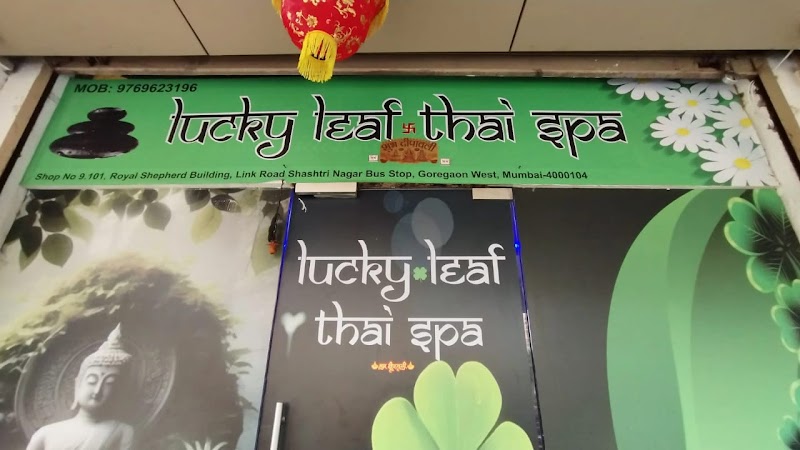 MOB: 9769623196
lucky leaf thai spa
शुभ दीपावली
Shop No 9,101, Royal Shepherd Building, Link Road Shashtri Nagar Bus Stop, Goregaon West, Mumbai-4000104
lucky leaf
thai spa